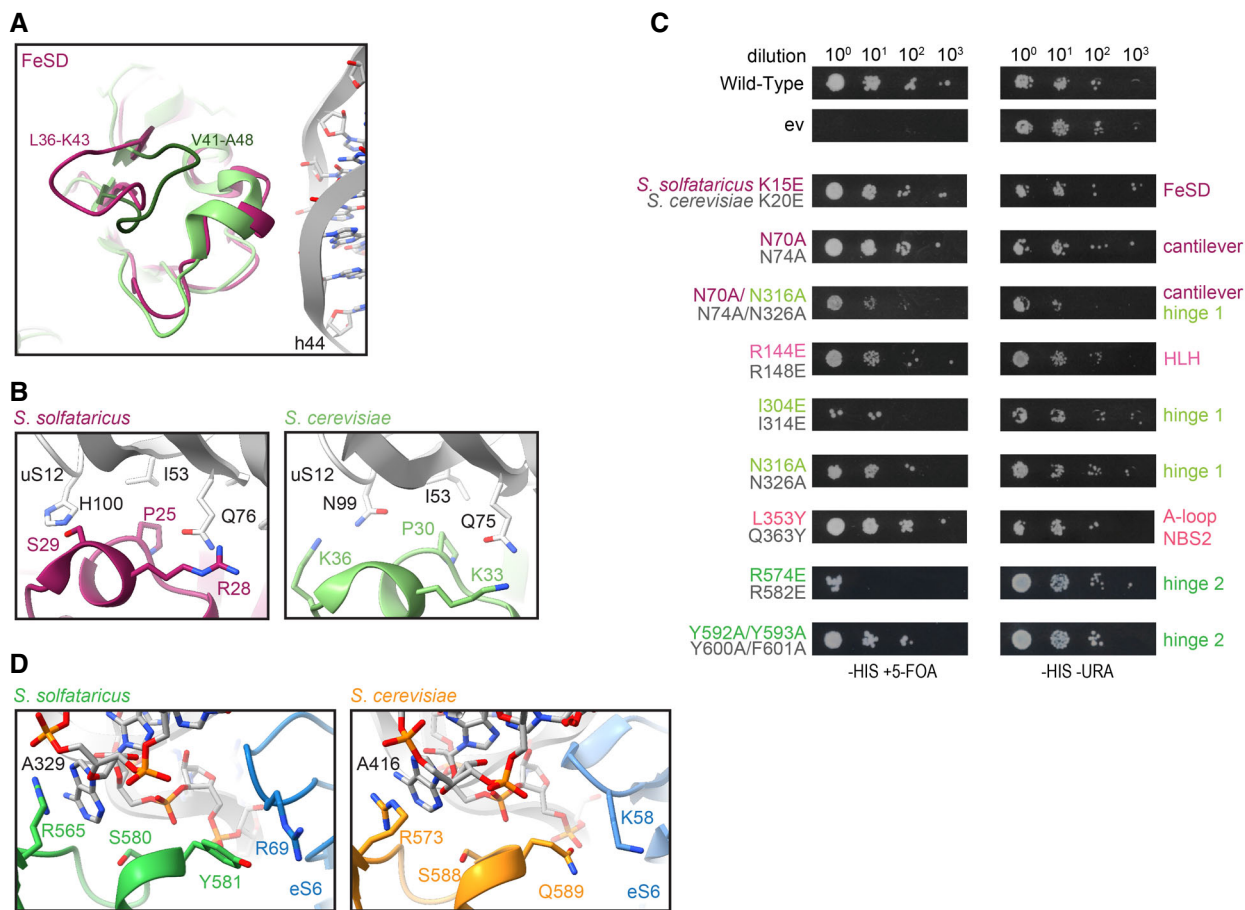 A
FeSD
L36-K43
V41-A48
h44
B
S. solfataricus
S. cerevisiae
uS12
I53
H100
Q76
P25
S29
R28
uS12
I53
N99
Q75
P30
K36
K33
C
dilution 10⁰ 10¹ 10² 10³ 10⁰ 10¹ 10² 10³
Wild-Type
ev
S. solfataricus K15E
S. cerevisiae K20E
FeSD
N70A
N74A
cantilever
N70A/ N316A
N74A/N326A
cantilever
hinge 1
R144E
R148E
HLH
I304E
I314E
hinge 1
N316A
N326A
hinge 1
L353Y
Q363Y
A-loop
NBS2
R574E
R582E
hinge 2
Y592A/Y593A
Y600A/F601A
hinge 2
-HIS +5-FOA
-HIS -URA
D
S. solfataricus
S. cerevisiae
A329
R565
S580
R69
Y581
eS6
A416
K58
R573
S588
Q589
eS6